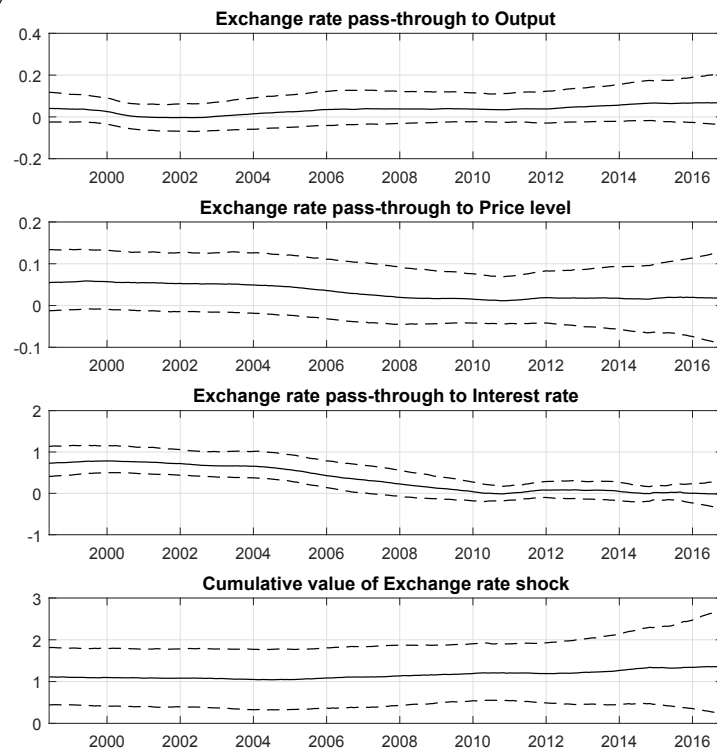 Exchange rate pass-through to Output
0.4
0.2
0
-0.2
2000 2002 2004 2006 2008 2010 2012 2014 2016
Exchange rate pass-through to Price level
0.2
0.1
0
-0.1
2000 2002 2004 2006 2008 2010 2012 2014 2016
Exchange rate pass-through to Interest rate
2
1
0
-1
2000 2002 2004 2006 2008 2010 2012 2014 2016
Cumulative value of Exchange rate shock
3
2
1
0
2000 2002 2004 2006 2008 2010 2012 2014 2016